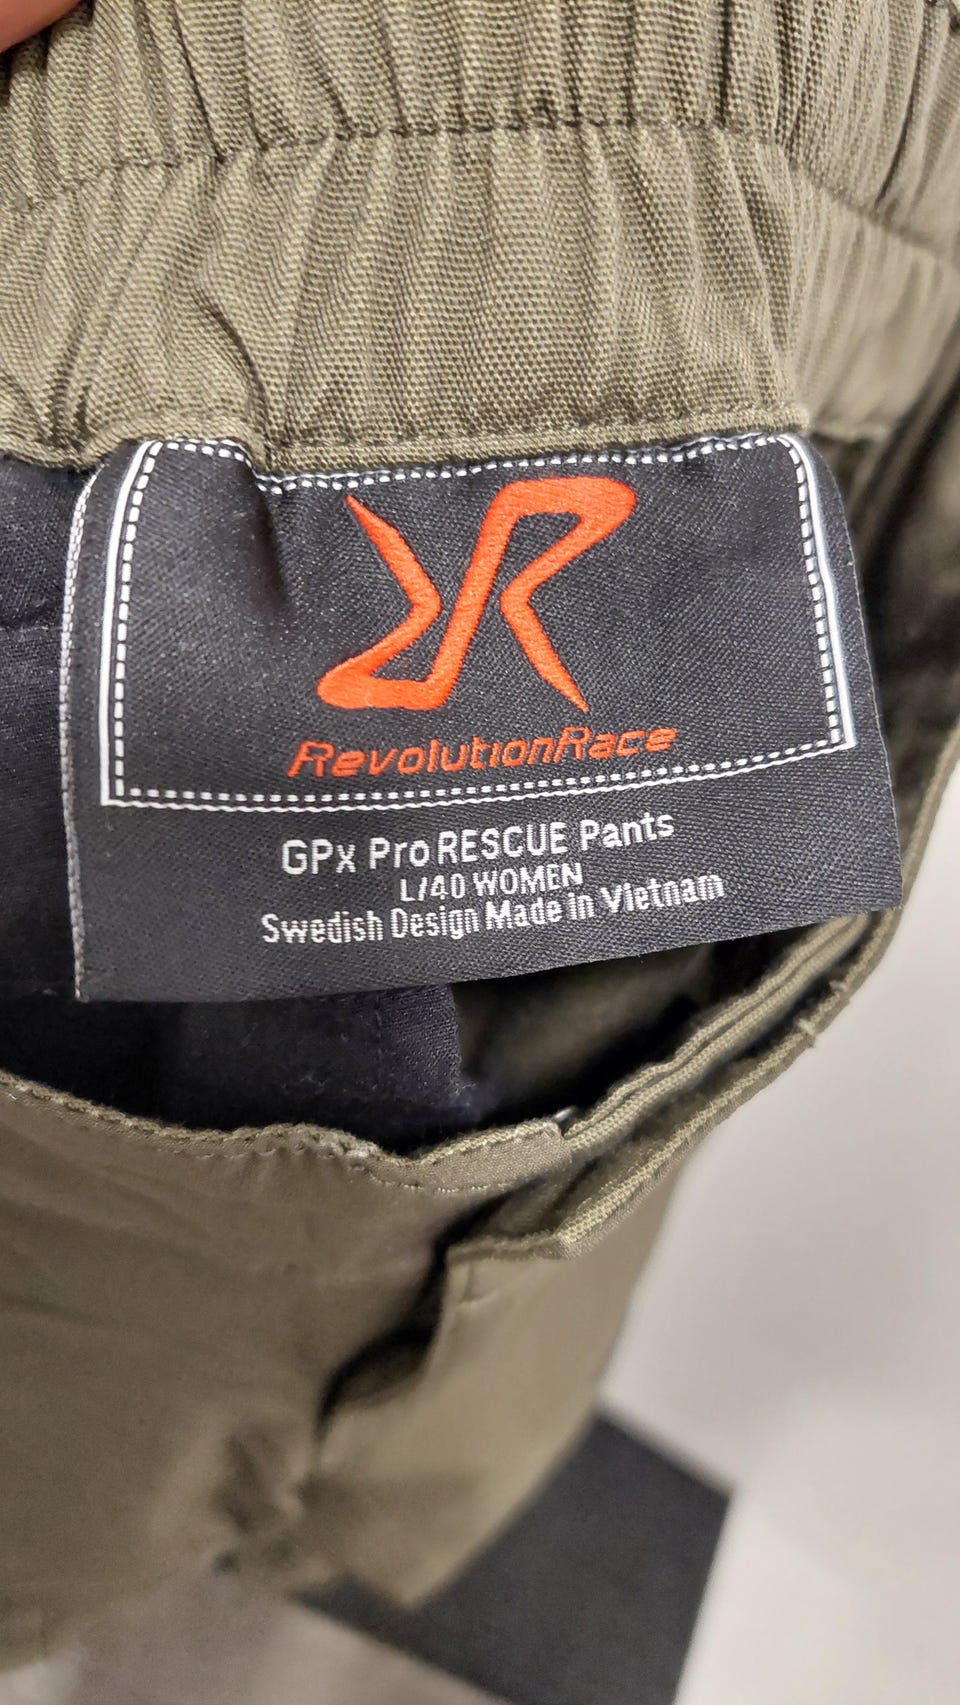 RevolutionRace
GPx Pro RESCUE Pants
L/40 WOMEN
Swedish Design Made in Vietnam